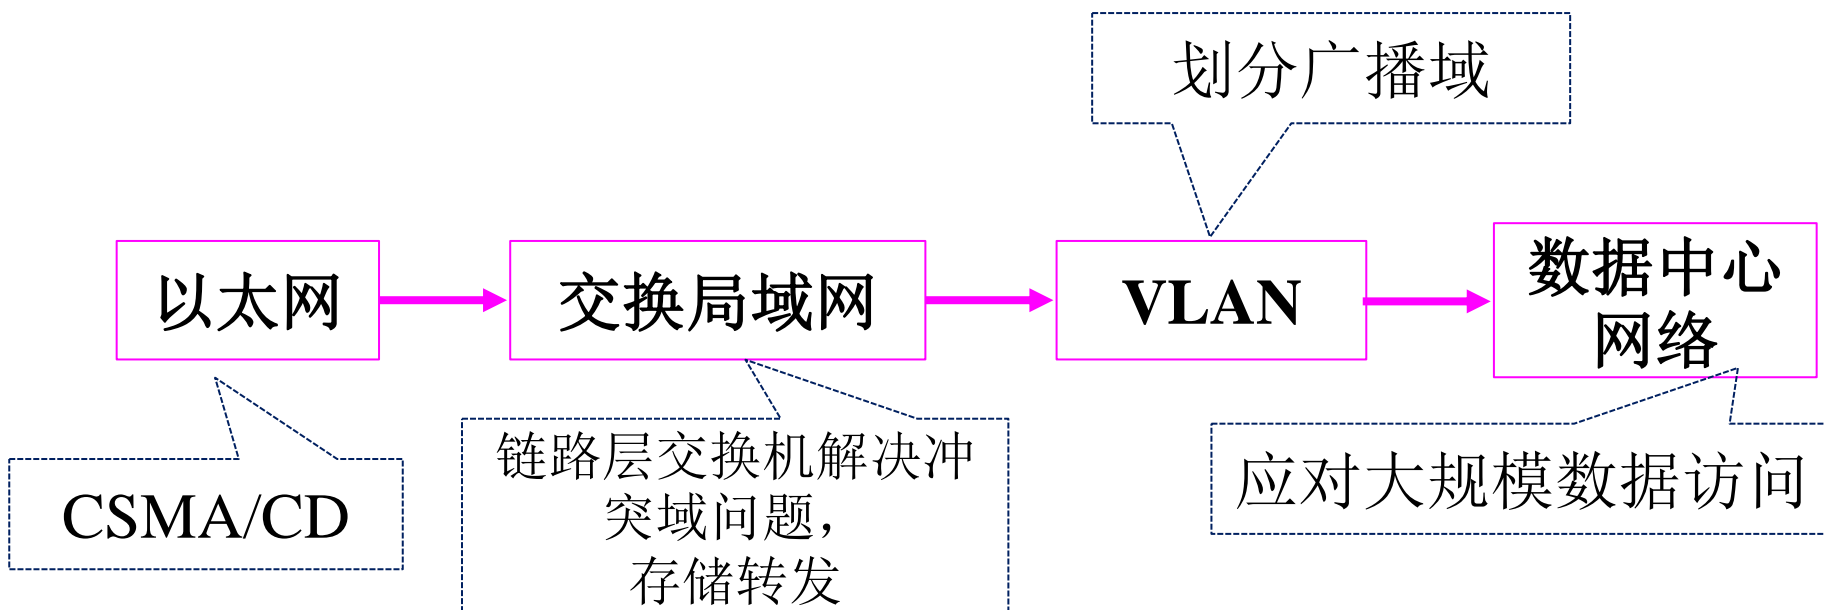 划分广播域
以太网
交换局域网
VLAN
数据中心
网络
CSMA/CD
链路层交换机解决冲
突域问题，
存储转发
应对大规模数据访问